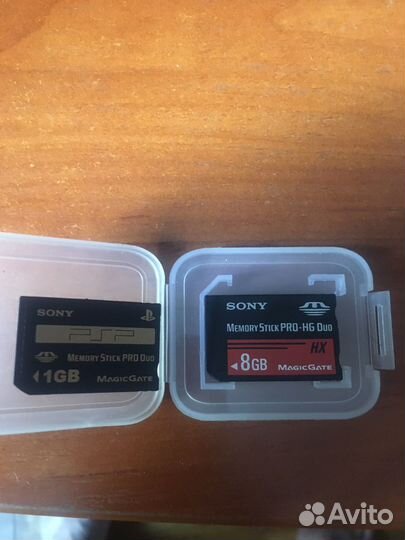 SONY
PSP
MEMORY STICK PRO DUO
1GB MAGICGATE
SONY
MEMORY STICK PRO-HG DUO
HX
8GB MAGICGATE
Avito